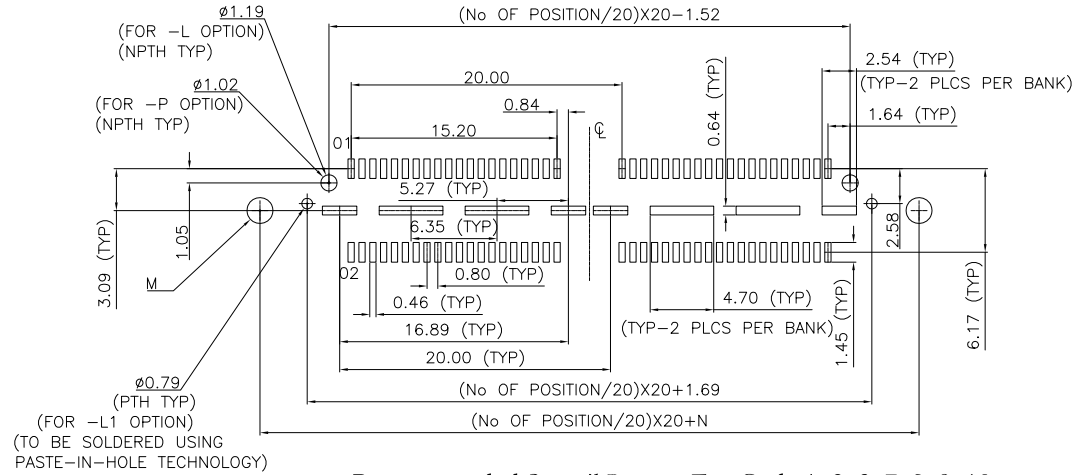 (No OF POSITION/20)X20−1.52
ø1.19
(FOR −L OPTION)
(NPTH TYP)
2.54 (TYP)
(TYP−2 PLCS PER BANK)
20.00
ø1.02
(FOR −P OPTION)
(NPTH TYP)
0.84
0.64 (TYP)
1.64 (TYP)
15.20
01
℄
5.27 (TYP)
6.35 (TYP)
3.09 (TYP)
1.05
2.58
6.17 (TYP)
M
02
0.80 (TYP)
0.46 (TYP)
4.70 (TYP)
(TYP−2 PLCS PER BANK)
1.45 (TYP)
16.89 (TYP)
20.00 (TYP)
ø0.79
(PTH TYP)
(FOR −L1 OPTION)
(TO BE SOLDERED USING
PASTE−IN−HOLE TECHNOLOGY)
(No OF POSITION/20)X20+1.69
(No OF POSITION/20)X20+N